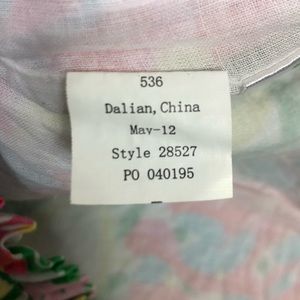 536
Dalian, China
May-12
Style 28527
PO 040195